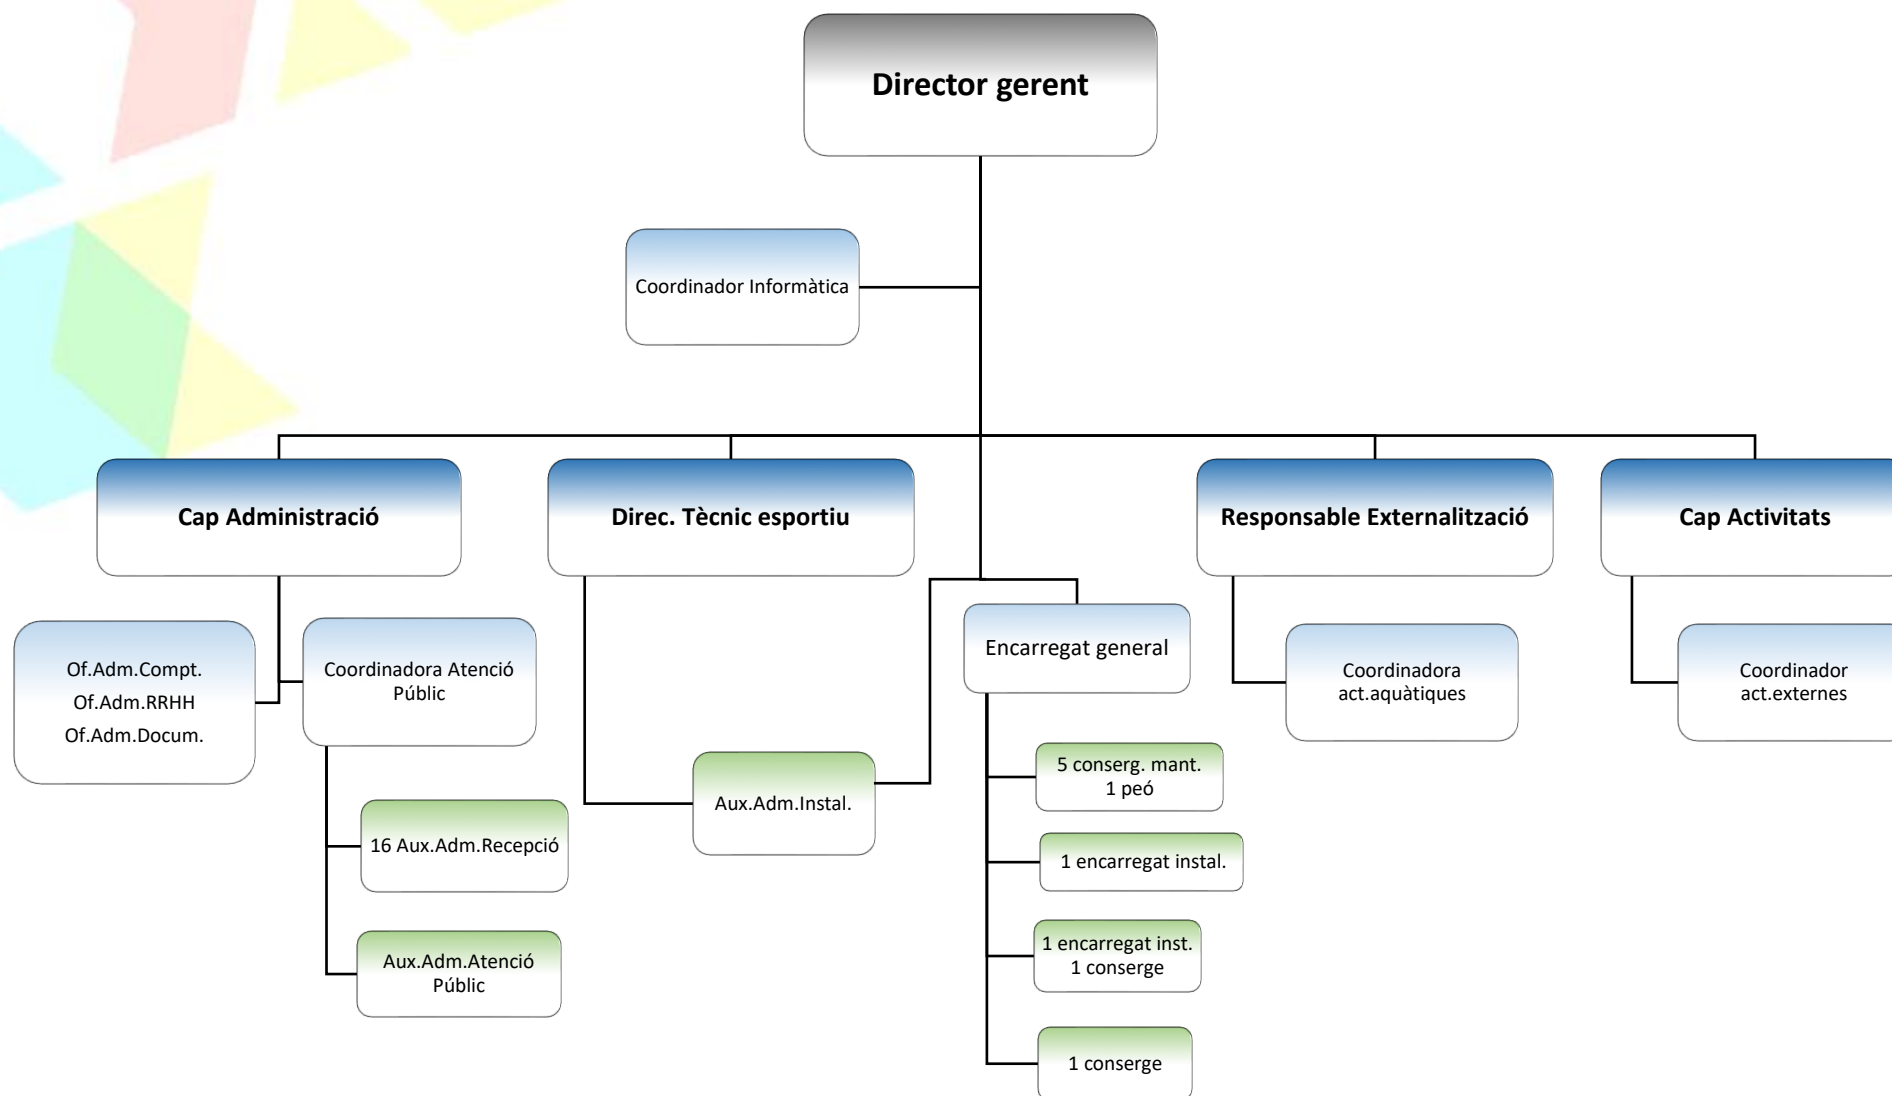 Director gerent
Coordinador Informàtica
Cap Administració
Direc. Tècnic esportiu
Responsable Externalització
Cap Activitats
Of.Adm.Compt.
Of.Adm.RRHH
Of.Adm.Docum.
Coordinadora Atenció
Públic
Encarregat general
Coordinadora
act.aquàtiques
Coordinador
act.externes
16 Aux.Adm.Recepció
Aux.Adm.Atenció
Públic
Aux.Adm.Instal.
5 conserg. mant.
1 peó
1 encarregat instal.
1 encarregat inst.
1 conserge
1 conserge